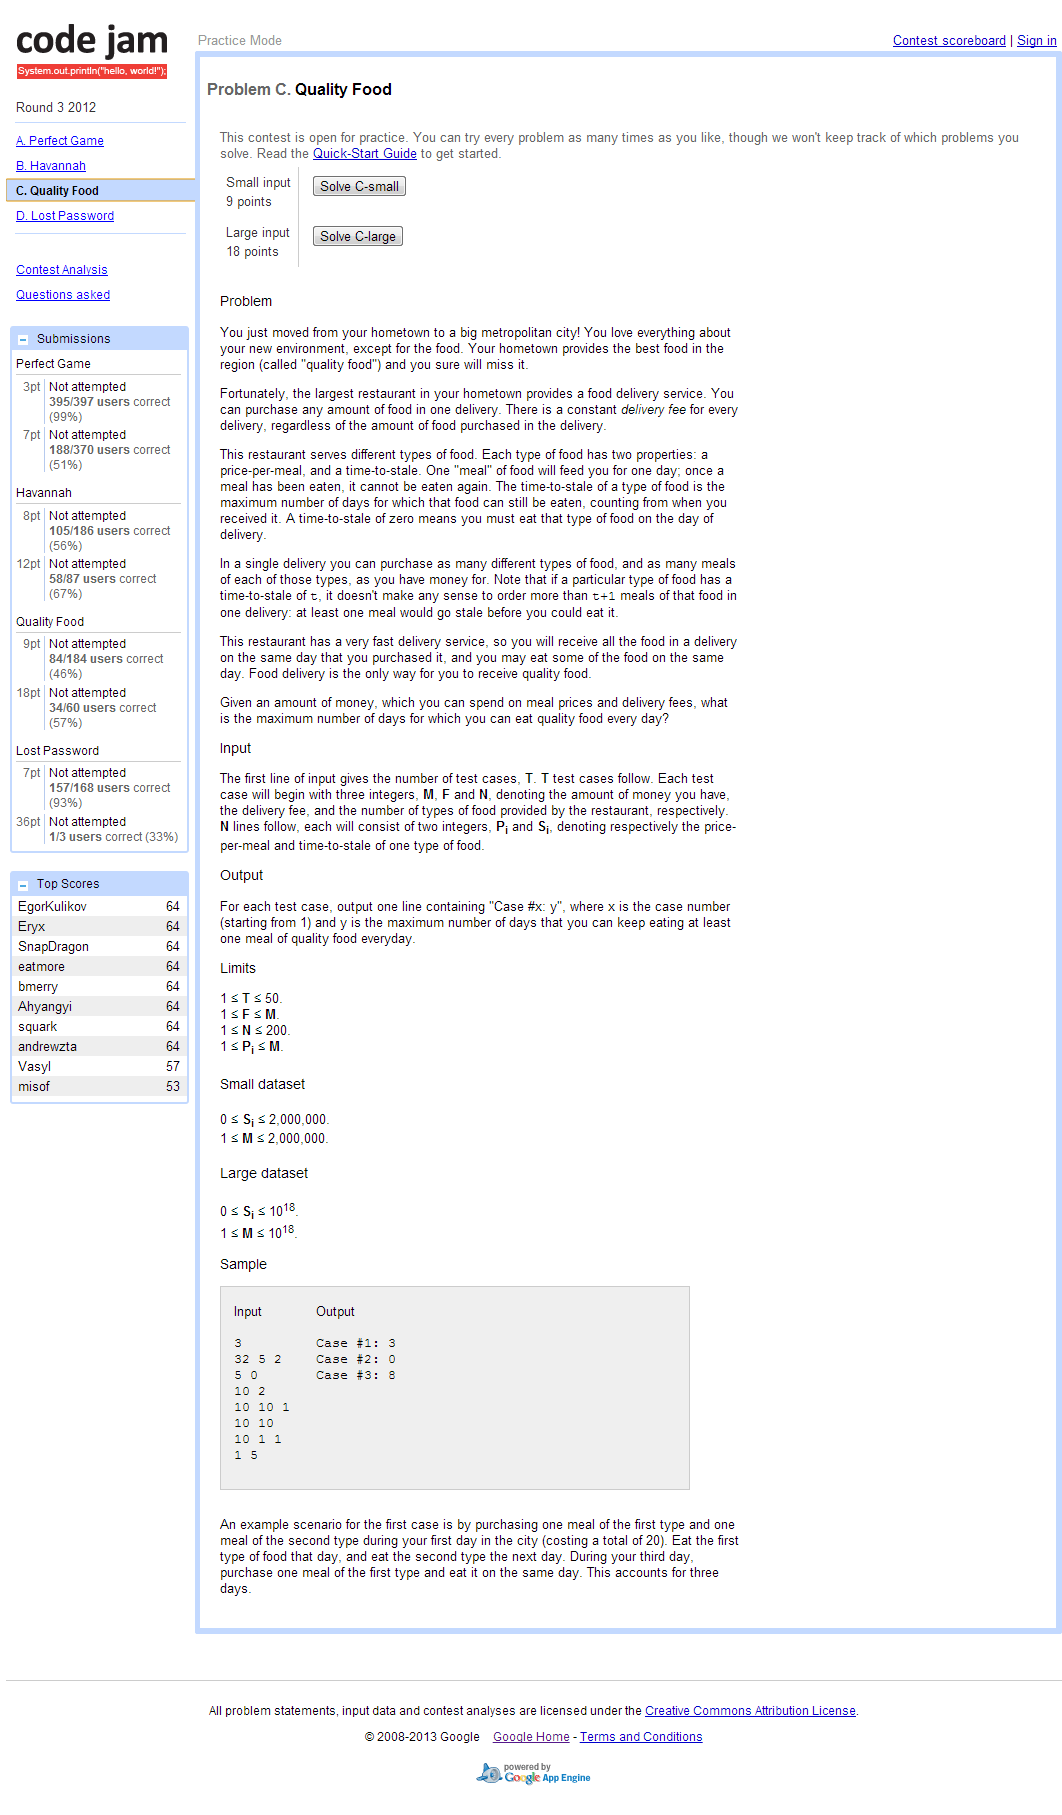 code jam
System.out.println("hello, world!");
Practice Mode
Contest scoreboard | Sign in
Round 3 2012
A. Perfect Game
B. Havannah
C. Quality Food
D. Lost Password
Contest Analysis
Questions asked
Submissions
Perfect Game
3pt Not attempted
395/397 users correct
(99%)
7pt Not attempted
188/370 users correct
(51%)
Havannah
8pt Not attempted
105/186 users correct
(56%)
12pt Not attempted
58/87 users correct
(67%)
Quality Food
9pt Not attempted
84/184 users correct
(46%)
18pt Not attempted
34/60 users correct
(57%)
Lost Password
7pt Not attempted
157/168 users correct
(93%)
36pt Not attempted
1/3 users correct (33%)
Top Scores
EgorKulikov 64
Eryx 64
SnapDragon 64
eatmore 64
bmerry 64
Ahyangyi 64
squark 64
andrewzta 64
Vasyl 57
misof 53
Problem C. Quality Food
This contest is open for practice. You can try every problem as many times as you like, though we won't keep track of which problems you
solve. Read the Quick-Start Guide to get started.
Small input
9 points
Solve C-small
Large input
18 points
Solve C-large
Problem
You just moved from your hometown to a big metropolitan city! You love everything about
your new environment, except for the food. Your hometown provides the best food in the
region (called "quality food") and you sure will miss it.
Fortunately, the largest restaurant in your hometown provides a food delivery service. You
can purchase any amount of food in one delivery. There is a constant delivery fee for every
delivery, regardless of the amount of food purchased in the delivery.
This restaurant serves different types of food. Each type of food has two properties: a
price-per-meal, and a time-to-stale. One "meal" of food will feed you for one day; once a
meal has been eaten, it cannot be eaten again. The time-to-stale of a type of food is the
maximum number of days for which that food can still be eaten, counting from when you
received it. A time-to-stale of zero means you must eat that type of food on the day of
delivery.
In a single delivery you can purchase as many different types of food, and as many meals
of each of those types, as you have money for. Note that if a particular type of food has a
time-to-stale of t, it doesn't make any sense to order more than t+1 meals of that food in
one delivery: at least one meal would go stale before you could eat it.
This restaurant has a very fast delivery service, so you will receive all the food in a delivery
on the same day that you purchased it, and you may eat some of the food on the same
day. Food delivery is the only way for you to receive quality food.
Given an amount of money, which you can spend on meal prices and delivery fees, what
is the maximum number of days for which you can eat quality food every day?
Input
The first line of input gives the number of test cases, T. T test cases follow. Each test
case will begin with three integers, M, F and N, denoting the amount of money you have,
the delivery fee, and the number of types of food provided by the restaurant, respectively.
N lines follow, each will consist of two integers, Pi and Si, denoting respectively the price-
per-meal and time-to-stale of one type of food.
Output
For each test case, output one line containing "Case #x: y", where x is the case number
(starting from 1) and y is the maximum number of days that you can keep eating at least
one meal of quality food everyday.
Limits
1 ≤ T ≤ 50.
1 ≤ F ≤ M.
1 ≤ N ≤ 200.
1 ≤ Pi ≤ M.
Small dataset
0 ≤ Si ≤ 2,000,000.
1 ≤ M ≤ 2,000,000.
Large dataset
0 ≤ Si ≤ 10^18.
1 ≤ M ≤ 10^18.
Sample
Input Output
3 Case #1: 3
32 5 2 Case #2: 0
5 0 Case #3: 8
10 2
10 10 1
10 10
10 1 1
1 5
An example scenario for the first case is by purchasing one meal of the first type and one
meal of the second type during your first day in the city (costing a total of 20). Eat the first
type of food that day, and eat the second type the next day. During your third day,
purchase one meal of the first type and eat it on the same day. This accounts for three
days.
All problem statements, input data and contest analyses are licensed under the Creative Commons Attribution License.
© 2008-2013 Google Google Home - Terms and Conditions
powered by
Google App Engine